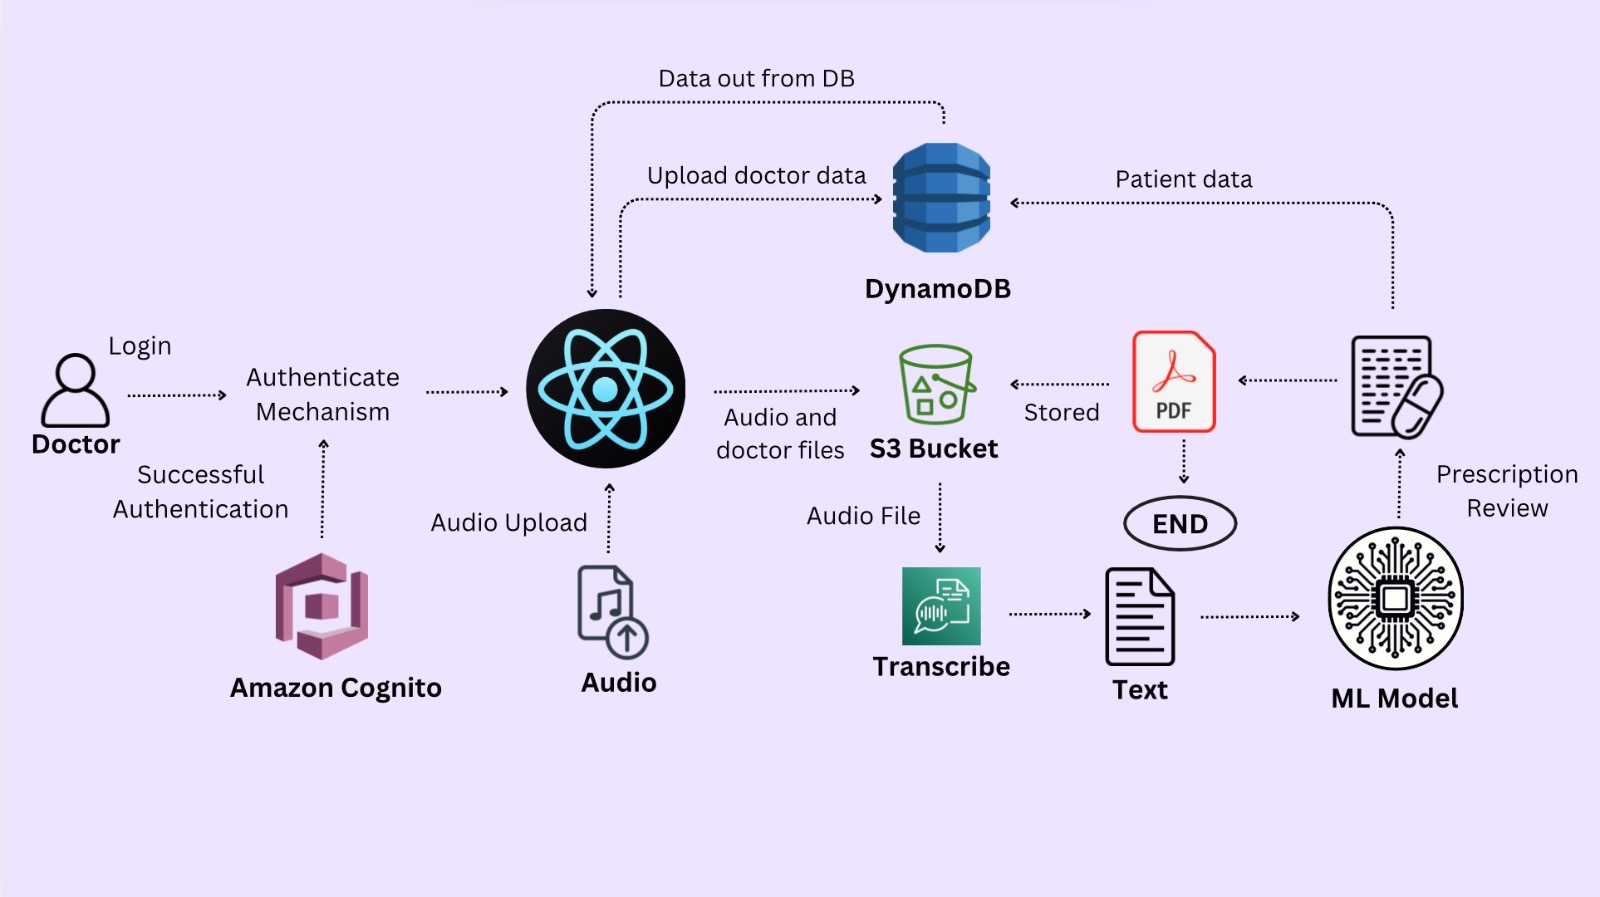 Data out from DB
Upload doctor data
Patient data
DynamoDB
Login
Doctor
Authenticate
Mechanism
Successful
Authentication
Amazon Cognito
Audio Upload
Audio
Audio and
doctor files
S3 Bucket
Stored
PDF
END
Audio File
Transcribe
Text
Prescription
Review
ML Model